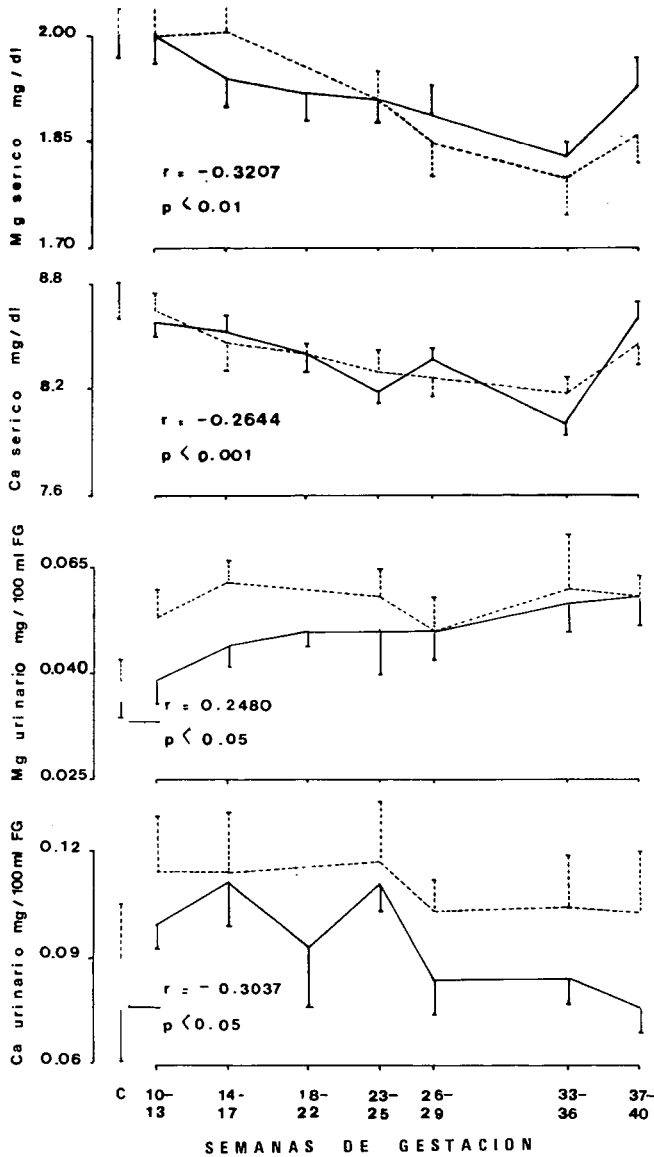 Mg serico mg/dl
2.00
1.85
1.70
r = -0.3207
p < 0.01
Ca serico mg/dl
8.8
8.2
7.6
r = -0.2644
p < 0.001
Mg urinario mg/100 ml FG
0.065
0.040
0.025
r = 0.2480
p < 0.05
Ca urinario mg/100 ml FG
0.12
0.09
0.06
r = -0.3037
p < 0.05
C 10- 14- 18- 23- 26- 33- 37-
13 17 22 25 29 36 40
SEMANAS DE GESTACION